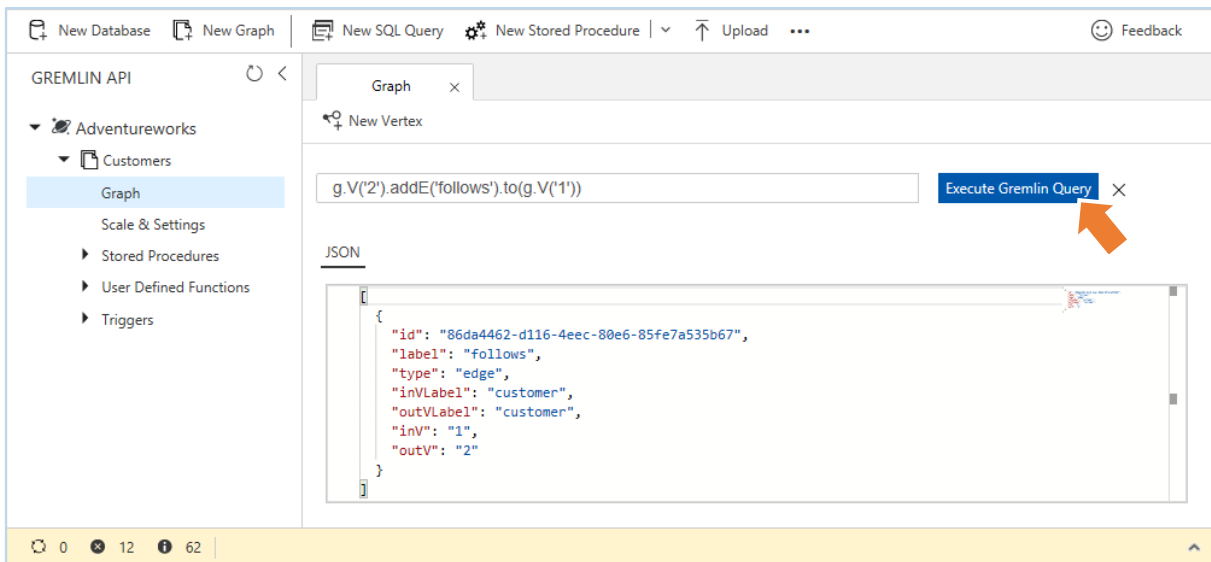 New Database New Graph New SQL Query New Stored Procedure Upload ••• Feedback
GREMLIN API
Graph
New Vertex
Adventureworks
Customers
Graph
Scale & Settings
Stored Procedures
User Defined Functions
Triggers
g.V('2').addE('follows').to(g.V('1'))
Execute Gremlin Query
JSON
[
{
"id": "86da4462-d116-4eec-80e6-85fe7a535b67",
"label": "follows",
"type": "edge",
"inVLabel": "customer",
"outVLabel": "customer",
"inV": "1",
"outV": "2"
}
]
0 12 62